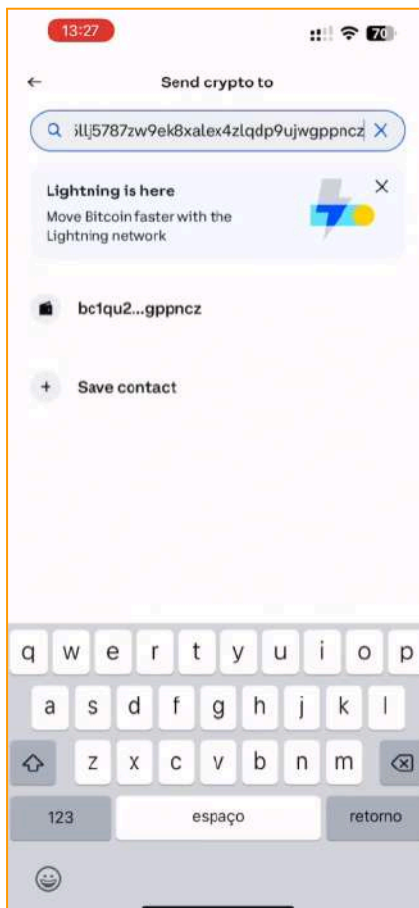 13:27
70
Send crypto to
illj5787zw9ek8xalex4zlqdp9ujwgppncz
Lightning is here
Move Bitcoin faster with the
Lightning network
bc1qu2...gppncz
Save contact
q w e r t y u i o p
a s d f g h j k l
z x c v b n m
123 espaço retorno